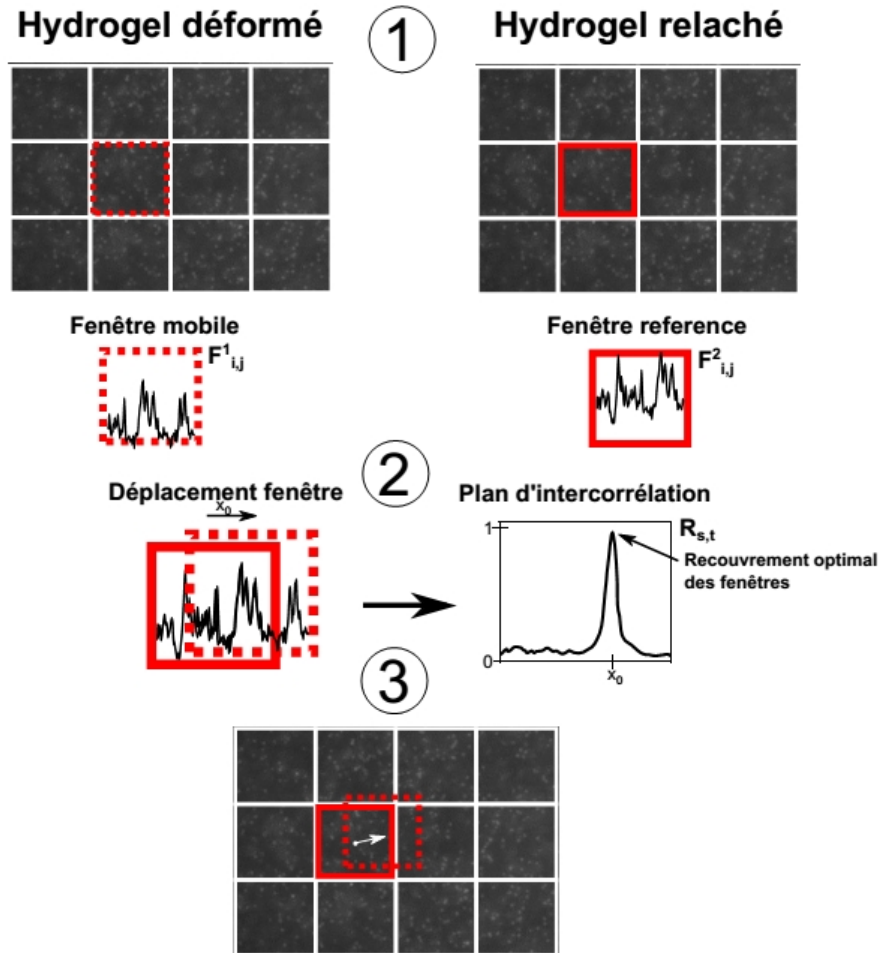 Hydrogel déformé
1
Hydrogel relaché
Fenêtre mobile
F¹i,j
Fenêtre reference
F²i,j
2
Déplacement fenêtre
x₀
Plan d'intercorrélation
1
Rs,t
Recouvrement optimal
des fenêtres
0
x₀
3